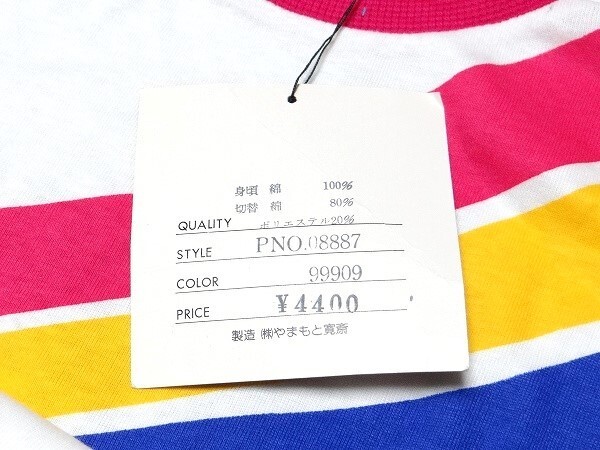 身頃 綿 100%
切替 綿 80%
QUALITY ポリエステル20%
STYLE PNO.08887
COLOR 99909
PRICE ¥4400
製造 (株)やまもと寛斎